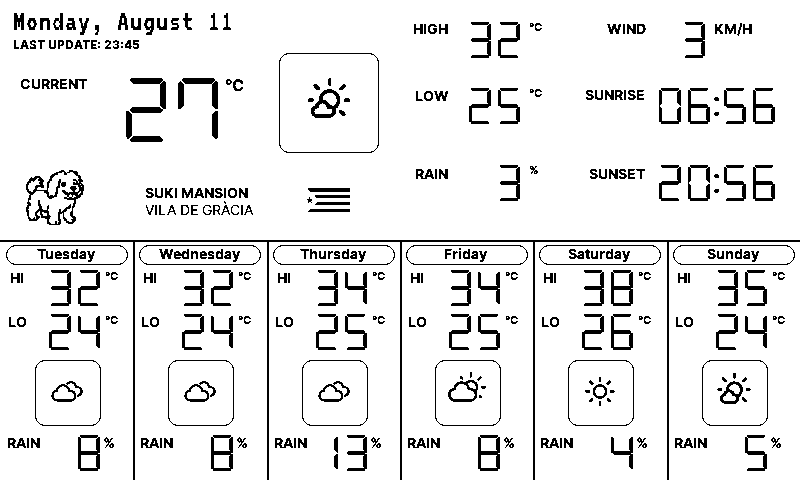 Monday, August 11
LAST UPDATE: 23:45
CURRENT 27 °C
SUKI MANSION
VILA DE GRÀCIA
HIGH 32 °C
LOW 25 °C
RAIN 3 %
WIND 3 KM/H
SUNRISE 06:56
SUNSET 20:56
Tuesday
HI 32 °C
LO 24 °C
RAIN 8 %
Wednesday
HI 32 °C
LO 24 °C
RAIN 8 %
Thursday
HI 34 °C
LO 25 °C
RAIN 13 %
Friday
HI 34 °C
LO 25 °C
RAIN 8 %
Saturday
HI 38 °C
LO 26 °C
RAIN 4 %
Sunday
HI 35 °C
LO 24 °C
RAIN 5 %